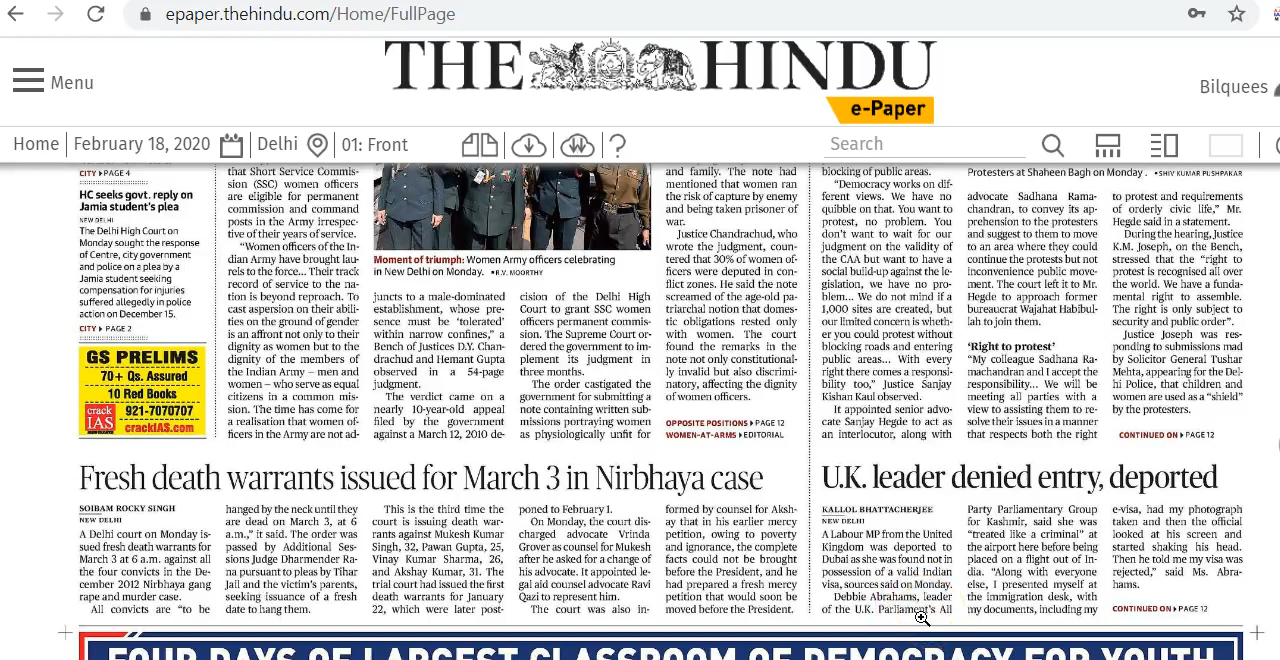 epaper.thehindu.com/Home/FullPage
Menu
THE HINDU
e-Paper
Bilquees
Home
February 18, 2020
Delhi
01: Front
?
Search
CITY PAGE 4
HC seeks govt. reply on
Jamia student's plea
NEW DELHI
The Delhi High Court on
Monday sought the response
of Centre, city government
and police on a plea by a
Jamia student seeking
compensation for injuries
suffered allegedly in police
action on December 15.
CITY PAGE 2
GS PRELIMS
70+ Qs. Assured
10 Red Books
crack
IAS
921-7070707
crackIAS.com
that Short Service Commis-
sion (SSC) women officers
are eligible for permanent
commission and command
posts in the Army irrespec-
tive of their years of service.
"Women officers of the In-
dian Army have brought lau-
rels to the force... Their track
record of service to the na-
tion is beyond reproach. To
cast aspersion on their abili-
ties on the ground of gender
is an affront not only to their
dignity as women but to the
dignity of the members of
the Indian Army – men and
women – who serve as equal
citizens in a common mis-
sion. The time has come for
a realisation that women of-
ficers in the Army are not ad-
Moment of triumph: Women Army officers celebrating
in New Delhi on Monday. R.V. MOORTHY
juncts to a male-dominated
establishment, whose pre-
sence must be 'tolerated'
within narrow confines," a
Bench of Justices D.Y. Chan-
drachud and Hemant Gupta
observed in a 54-page
judgment.
The verdict came on a
nearly 10-year-old appeal
filed by the government
against a March 12, 2010 de-
cision of the Delhi High
Court to grant SSC women
officers permanent commis-
sion. The Supreme Court or-
dered the government to im-
plement its judgment in
three months.
The order castigated the
government for submitting a
note containing written sub-
missions portraying women
as physiologically unfit for
and family. The note had
mentioned that women ran
the risk of capture by enemy
and being taken prisoner of
war.
Justice Chandrachud, who
wrote the judgment, coun-
tered that 30% of women of-
ficers were deputed in con-
flict zones. He said the note
screamed of the age-old pa-
triarchal notion that domes-
tic obligations rested only
with women. The court
found the remarks in the
note not only constitutional-
ly invalid but also discrimi-
natory, affecting the dignity
of women officers.
OPPOSITE POSITIONS PAGE 12
WOMEN-AT-ARMS EDITORIAL
blocking of public areas.
"Democracy works on dif-
ferent views. We have no
quibble on that. You want to
protest, no problem. You
don't want to wait for our
judgment on the validity of
the CAA but want to have a
social build-up against the le-
gislation, we have no pro-
blem... We do not mind if a
1,000 sites are created, but
our limited concern is wheth-
er you could protest without
blocking roads and entering
public areas... With every
right there comes a responsi-
bility too," Justice Sanjay
Kishan Kaul observed.
It appointed senior advo-
cate Sanjay Hegde to act as
an interlocutor, along with
Protesters at Shaheen Bagh on Monday. SHIV KUMAR PUSHPAKAR
advocate Sadhana Rama-
chandran, to convey its ap-
prehension to the protesters
and suggest to them to move
to an area where they could
continue the protests but not
inconvenience public move-
ment. The court left it to Mr.
Hegde to approach former
bureaucrat Wajahat Habibul-
lah to join them.
'Right to protest'
"My colleague Sadhana Ra-
machandran and I accept the
responsibility... We will be
meeting all parties with a
view to assisting them to re-
solve their issues in a manner
that respects both the right
to protest and requirements
of orderly civic life," Mr.
Hegde said in a statement.
During the hearing, Justice
K.M. Joseph, on the Bench,
stressed that the "right to
protest is recognised all over
the world. We have a funda-
mental right to assemble.
The right is only subject to
security and public order".
Justice Joseph was res-
ponding to submissions mad
by Solicitor General Tushar
Mehta, appearing for the Del-
hi Police, that children and
women are used as a "shield"
by the protesters.
CONTINUED ON PAGE 12
Fresh death warrants issued for March 3 in Nirbhaya case
SOIBAM ROCKY SINGH
NEW DELHI
A Delhi court on Monday is-
sued fresh death warrants for
March 3 at 6 a.m. against all
the four convicts in the De-
cember 2012 Nirbhaya gang
rape and murder case.
All convicts are "to be
hanged by the neck until they
are dead on March 3, at 6
a.m.," it said. The order was
passed by Additional Ses-
sions Judge Dharmender Ra-
na pursuant to pleas by Tihar
Jail and the victim's parents,
seeking issuance of a fresh
date to hang them.
This is the third time the
court is issuing death war-
rants against Mukesh Kumar
Singh, 32, Pawan Gupta, 25,
Vinay Kumar Sharma, 26,
and Akshay Kumar, 31. The
trial court had issued the first
death warrants for January
22, which were later post-
poned to February 1.
On Monday, the court dis-
charged advocate Vrinda
Grover as counsel for Mukesh
after he asked for a change of
his advocate. It appointed le-
gal aid counsel advocate Ravi
Qazi to represent him.
The court was also in-
formed by counsel for Aksh-
ay that in his earlier mercy
petition, owing to poverty
and ignorance, the complete
facts could not be brought
before the President, and he
had prepared a fresh mercy
petition that would soon be
moved before the President.
U.K. leader denied entry, deported
KALLOL BHATTACHERJEE
NEW DELHI
A Labour MP from the United
Kingdom was deported to
Dubai as she was found not in
possession of a valid Indian
visa, sources said on Monday.
Debbie Abrahams, leader
of the U.K. Parliament's All
Party Parliamentary Group
for Kashmir, said she was
"treated like a criminal" at
the airport here before being
placed on a flight out of In-
dia. "Along with everyone
else, I presented myself at
the immigration desk, with
my documents, including my
e-visa, had my photograph
taken and then the official
looked at his screen and
started shaking his head.
Then he told me my visa was
rejected," said Ms. Abra-
hams.
CONTINUED ON PAGE 12
FOUR DAYS OF LARGEST CLASSROOM OF DEMOCRACY FOR YOUTH